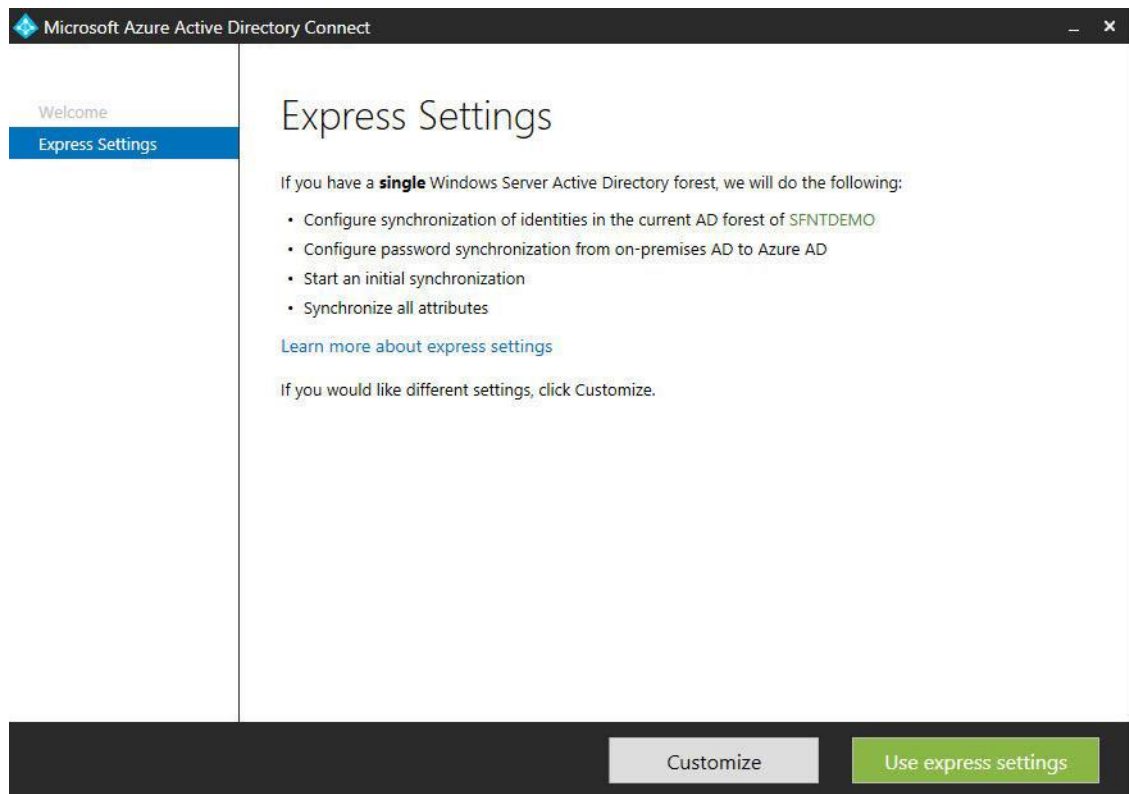 Microsoft Azure Active Directory Connect
Welcome
Express Settings
Express Settings
If you have a single Windows Server Active Directory forest, we will do the following:
• Configure synchronization of identities in the current AD forest of SFNTDEMO
• Configure password synchronization from on-premises AD to Azure AD
• Start an initial synchronization
• Synchronize all attributes
Learn more about express settings
If you would like different settings, click Customize.
Customize
Use express settings